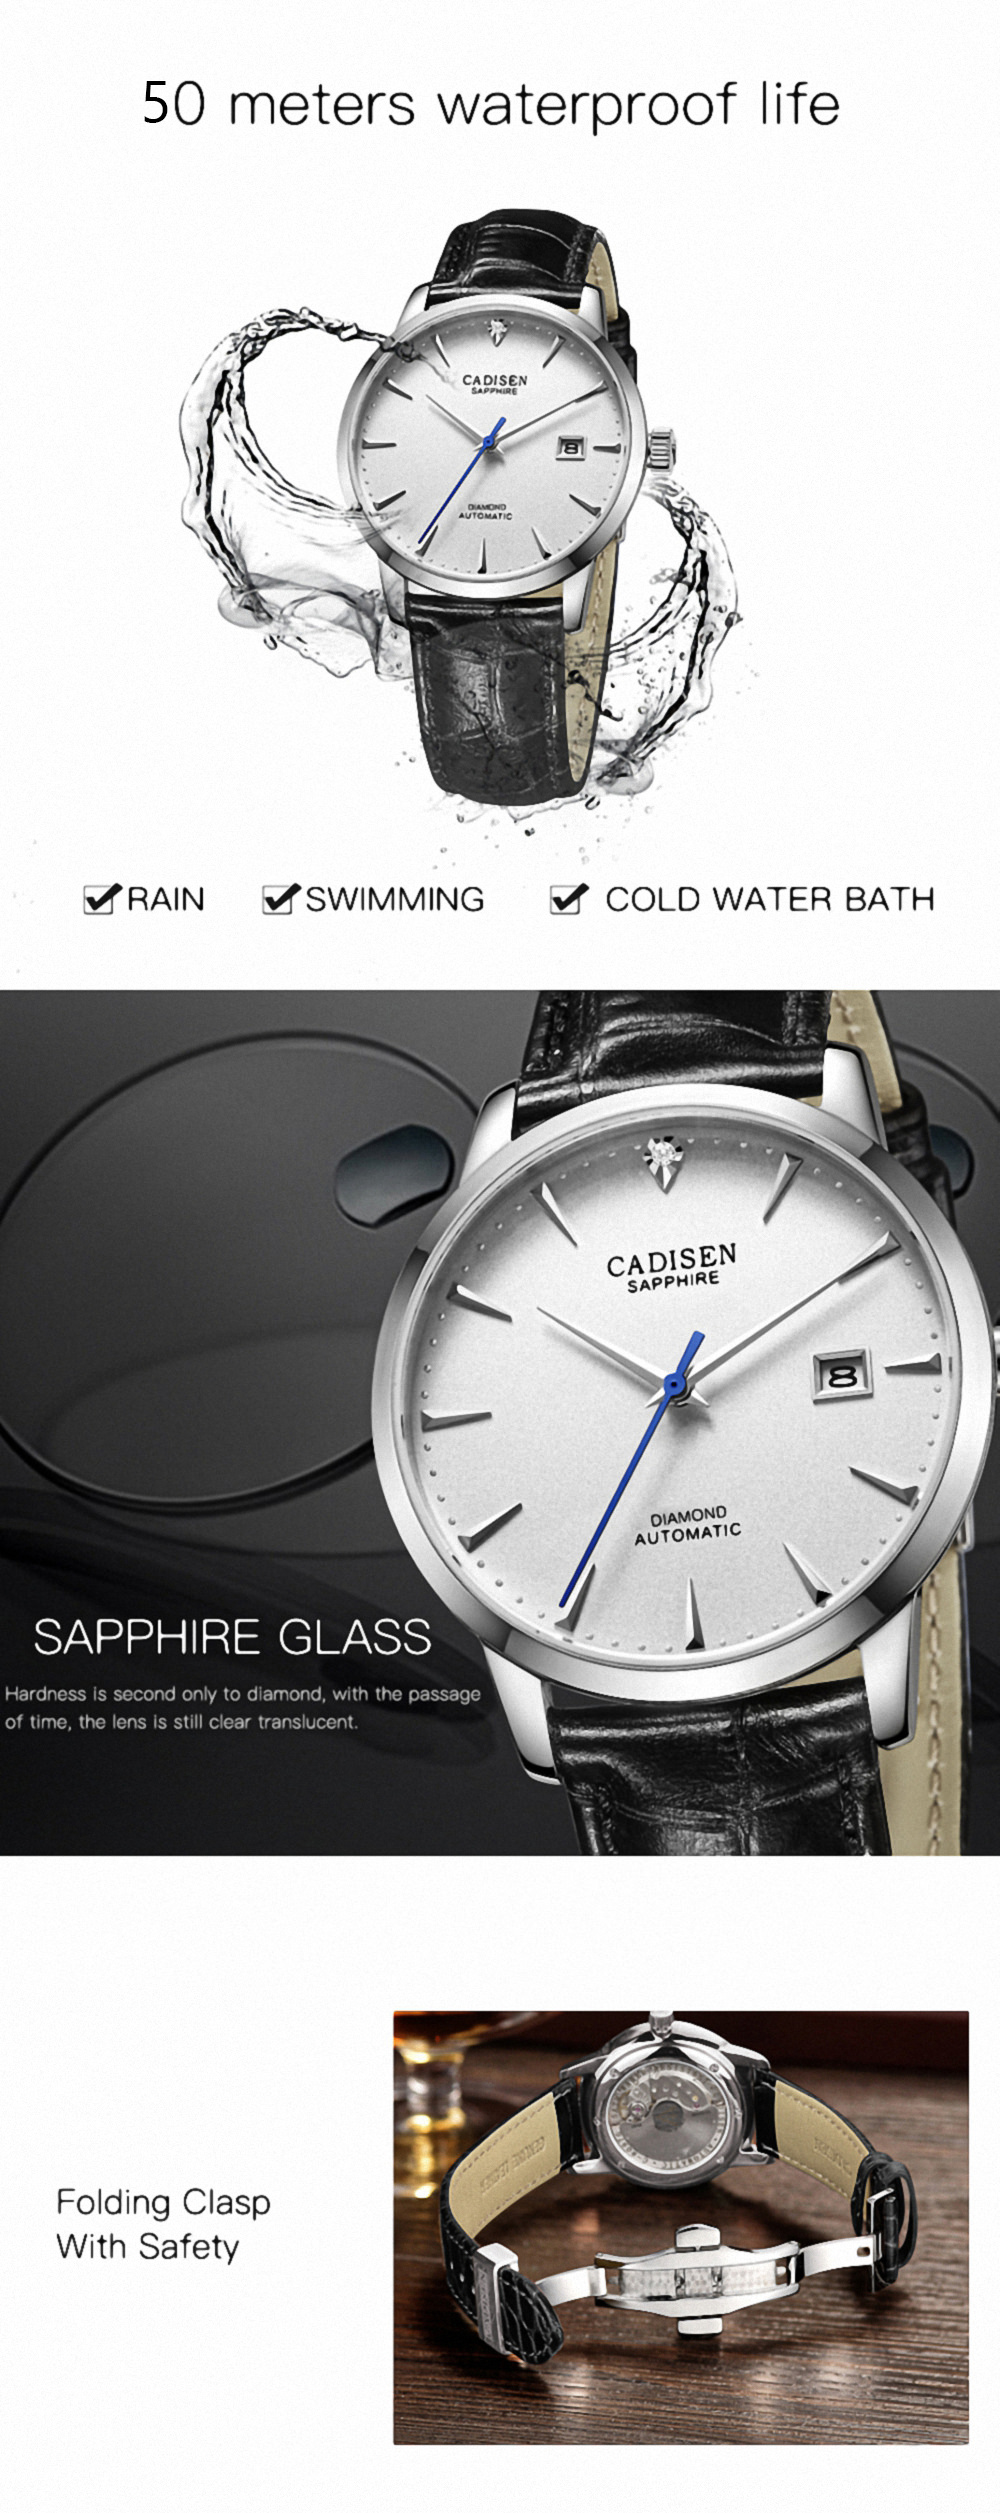 50 meters waterproof life
CADISEN
SAPPHIRE
8
DIAMOND
AUTOMATIC
RAIN SWIMMING COLD WATER BATH
CADISEN
SAPPHIRE
8
DIAMOND
AUTOMATIC
SAPPHIRE GLASS
Hardness is second only to diamond, with the passage
of time, the lens is still clear translucent.
Folding Clasp
With Safety